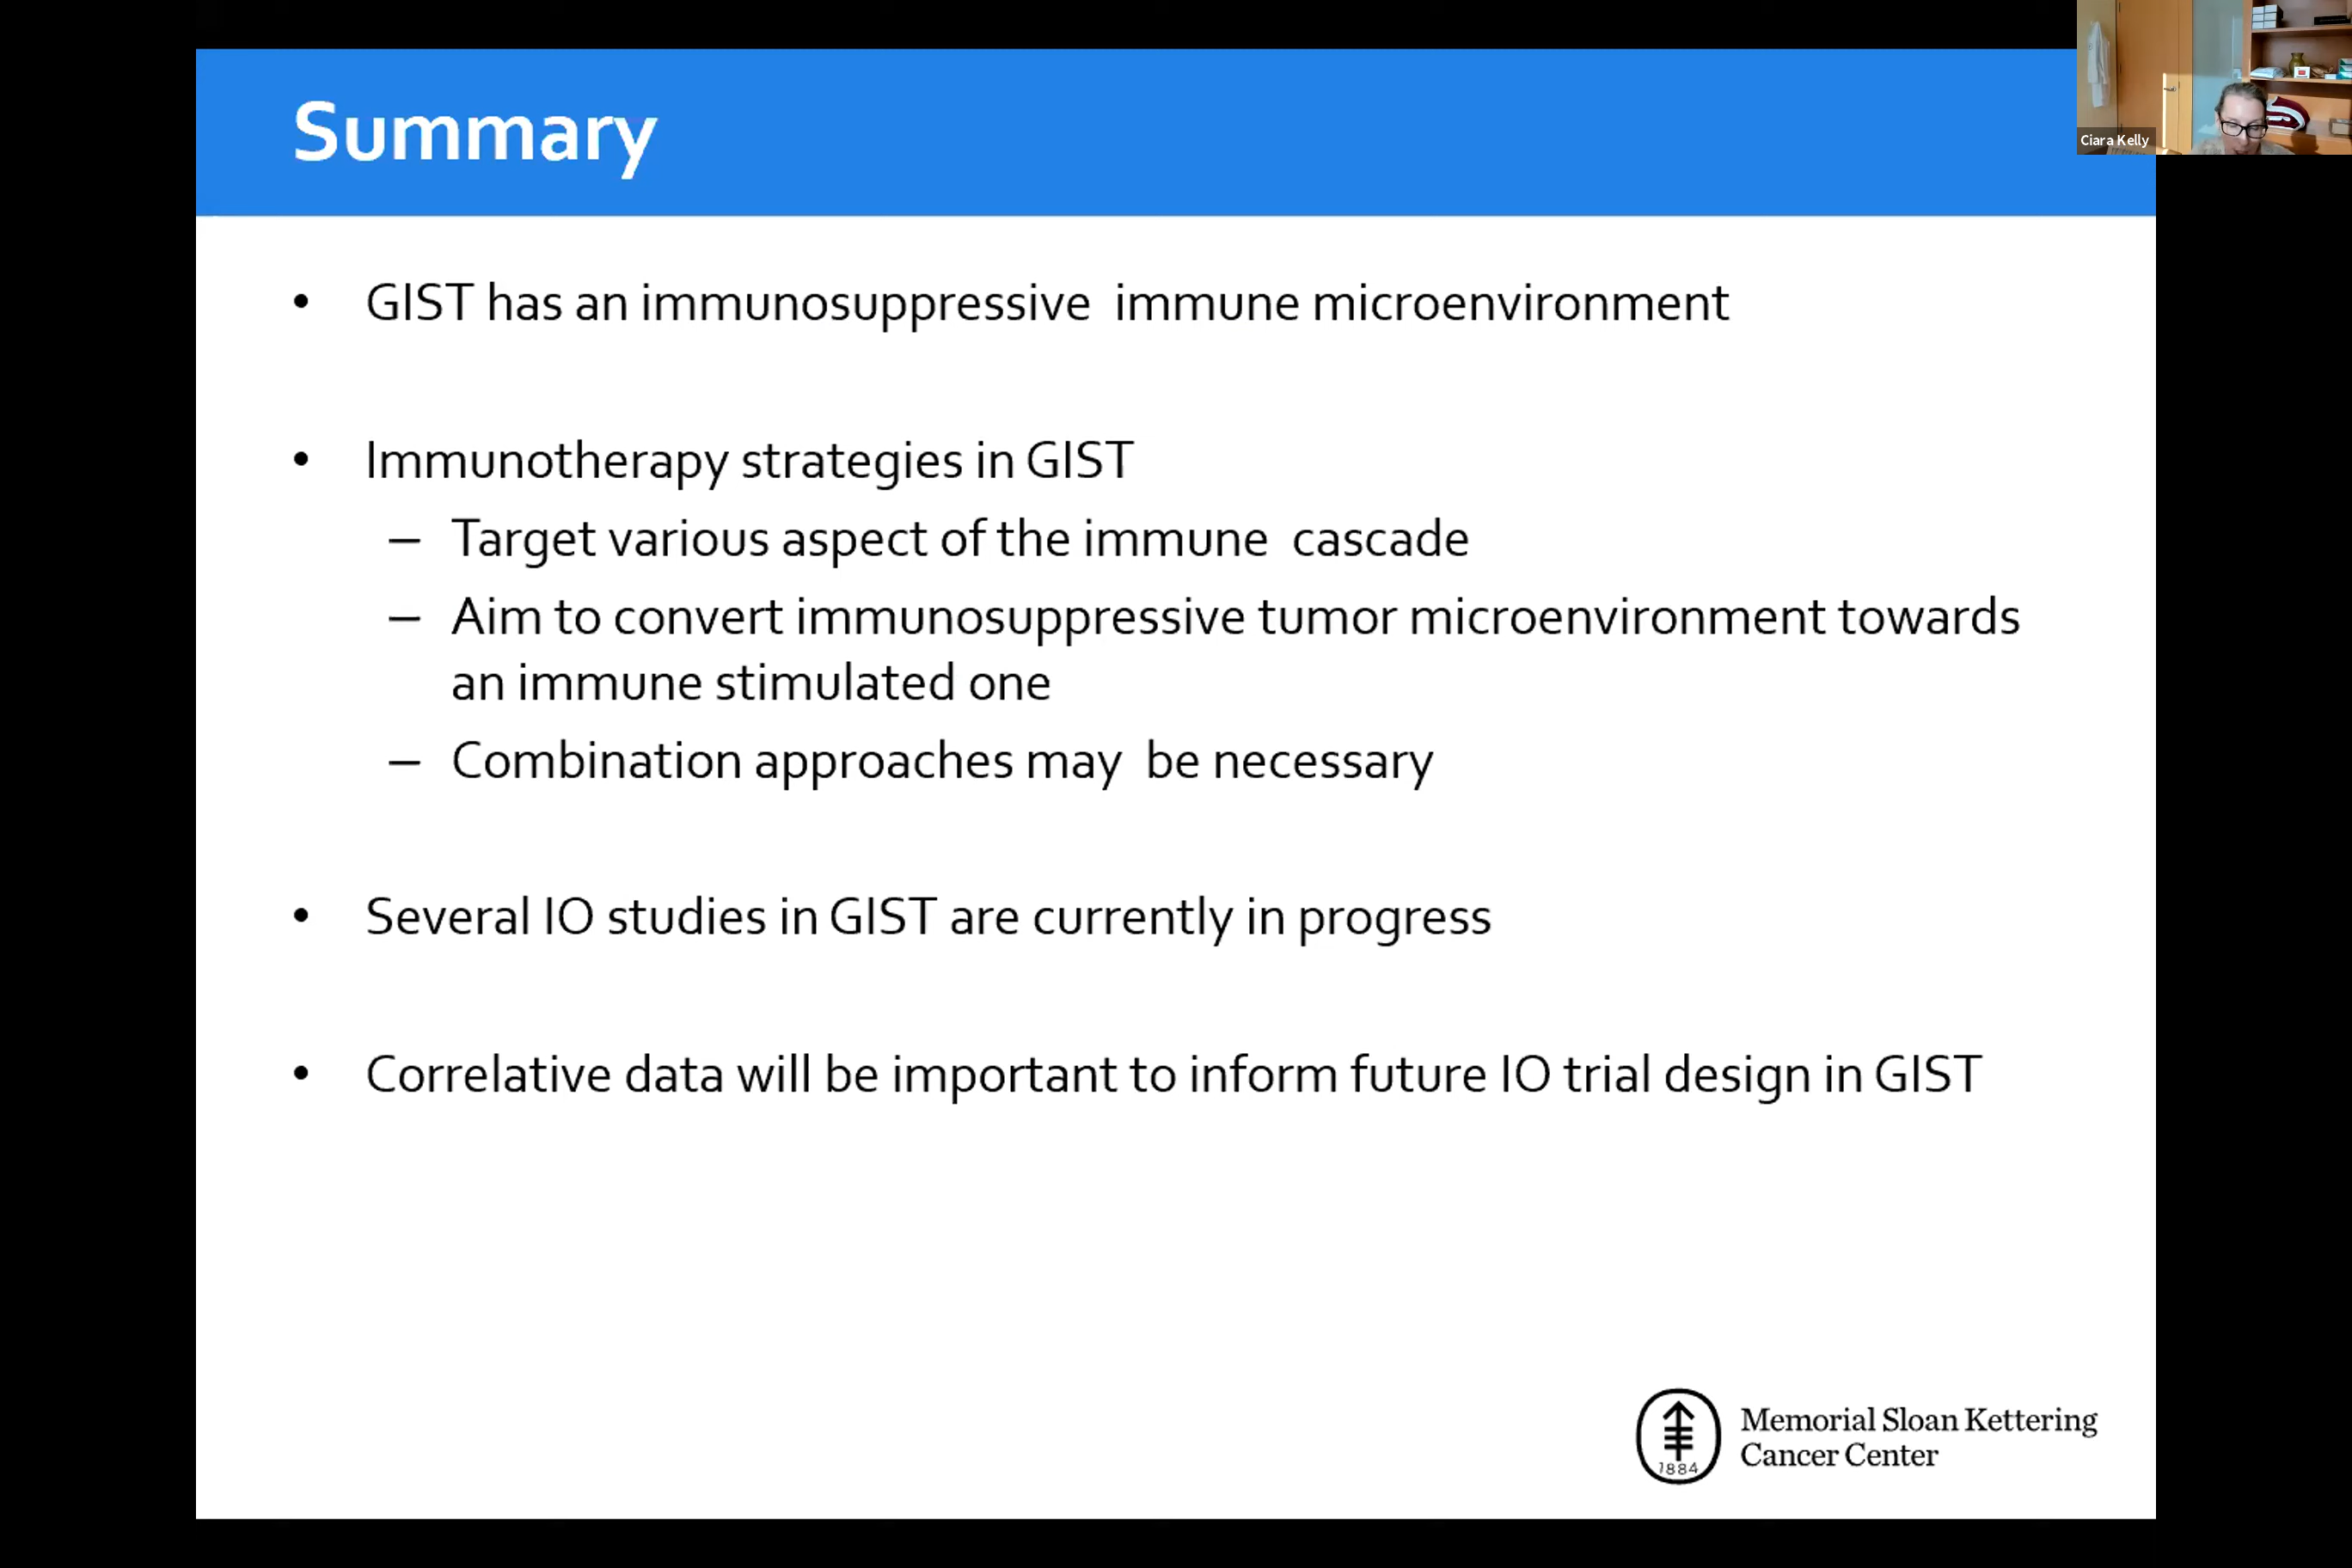 Summary
Ciara Kelly
• GIST has an immunosuppressive  immune microenvironment
• Immunotherapy strategies in GIST
– Target various aspect of the immune  cascade
– Aim to convert immunosuppressive tumor microenvironment towards
an immune stimulated one
– Combination approaches may  be necessary
• Several IO studies in GIST are currently in progress
• Correlative data will be important to inform future IO trial design in GIST
1884
Memorial Sloan Kettering
Cancer Center